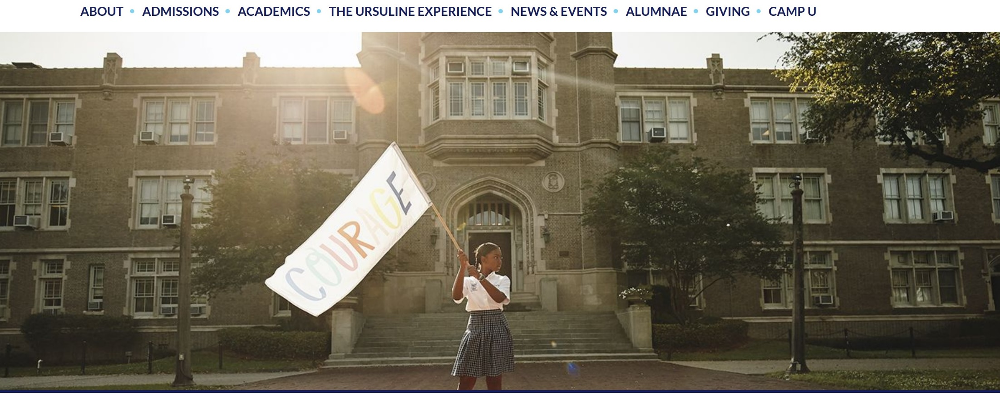 ABOUT • ADMISSIONS • ACADEMICS • THE URSULINE EXPERIENCE • NEWS & EVENTS • ALUMNAE • GIVING • CAMP U
COURAGE